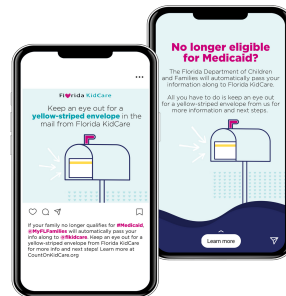 Florida KidCare
Keep an eye out for a
yellow-striped envelope in the
mail from Florida KidCare
If your family no longer qualifies for #Medicaid,
@MyFLFamilies will automatically pass your
info along to @flkidcare. Keep an eye out for a
yellow-striped envelope from Florida KidCare
for more info and next steps! Learn more at
CountOnKidCare.org
No longer eligible
for Medicaid?
The Florida Department of Children
and Families will automatically pass your
information along to Florida KidCare.
All you have to do is keep an eye out
for a yellow-striped envelope from us for
more information and next steps.
Learn more